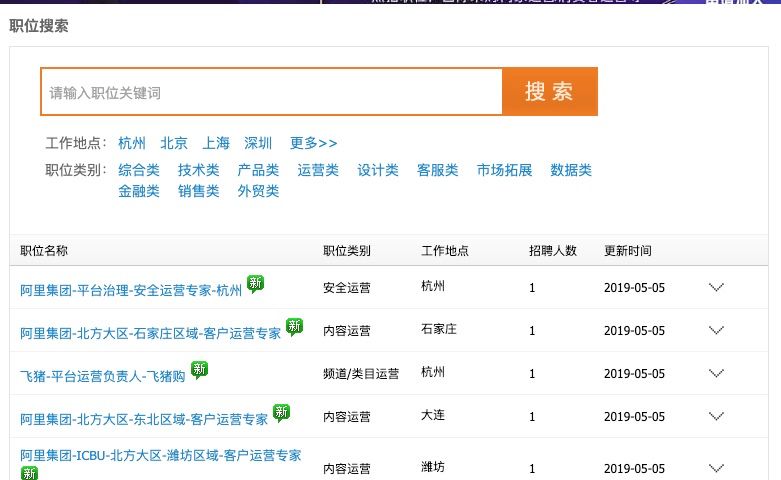 职位搜索
请输入职位关键词 搜 索
工作地点： 杭州 北京 上海 深圳 更多>>
职位类别： 综合类 技术类 产品类 运营类 设计类 客服类 市场拓展 数据类
金融类 销售类 外贸类
职位名称 职位类别 工作地点 招聘人数 更新时间
阿里集团-平台治理-安全运营专家-杭州 新 安全运营 杭州 1 2019-05-05
阿里集团-北方大区-石家庄区域-客户运营专家 新 内容运营 石家庄 1 2019-05-05
飞猪-平台运营负责人-飞猪购 新 频道/类目运营 杭州 1 2019-05-05
阿里集团-北方大区-东北区域-客户运营专家 新 内容运营 大连 1 2019-05-05
阿里集团-ICBU-北方大区-潍坊区域-客户运营专家 内容运营 潍坊 1 2019-05-05
新